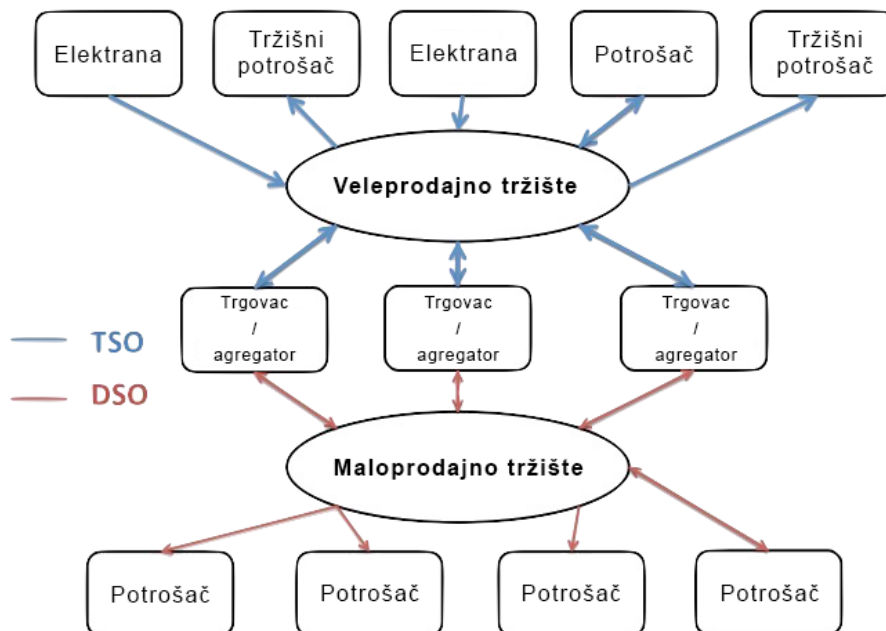 Elektrana
Tržišni
potrošač
Elektrana
Potrošač
Tržišni
potrošač
Veleprodajno tržište
Trgovac
/
agregator
Trgovac
/
agregator
Trgovac
/
agregator
TSO
DSO
Maloprodajno tržište
Potrošač
Potrošač
Potrošač
Potrošač